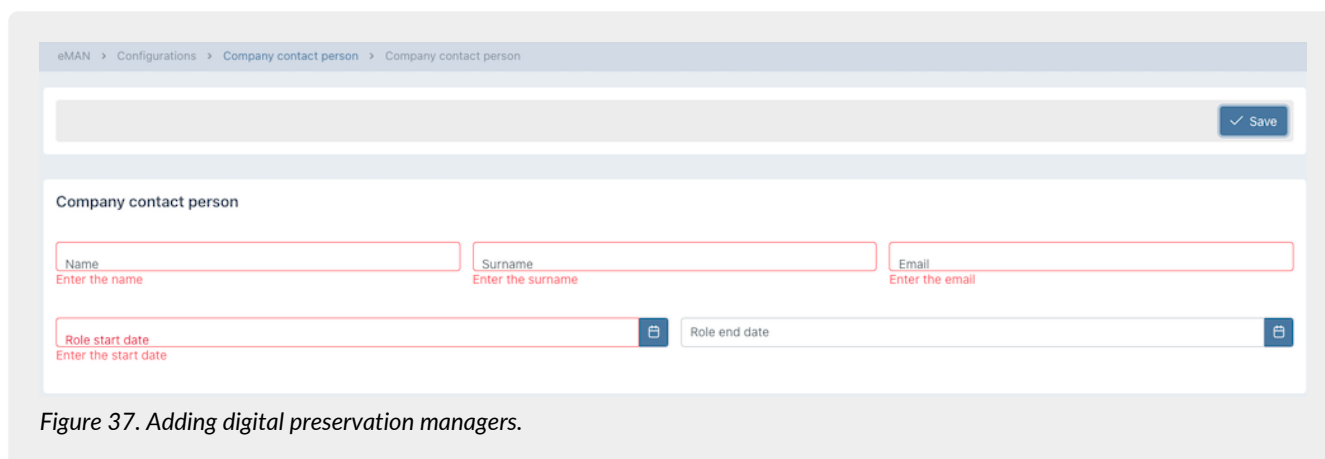 eMAN > Configurations > Company contact person > Company contact person
Save
Company contact person
Name Surname Email
Enter the name Enter the surname Enter the email
Role start date Role end date
Enter the start date
Figure 37. Adding digital preservation managers.